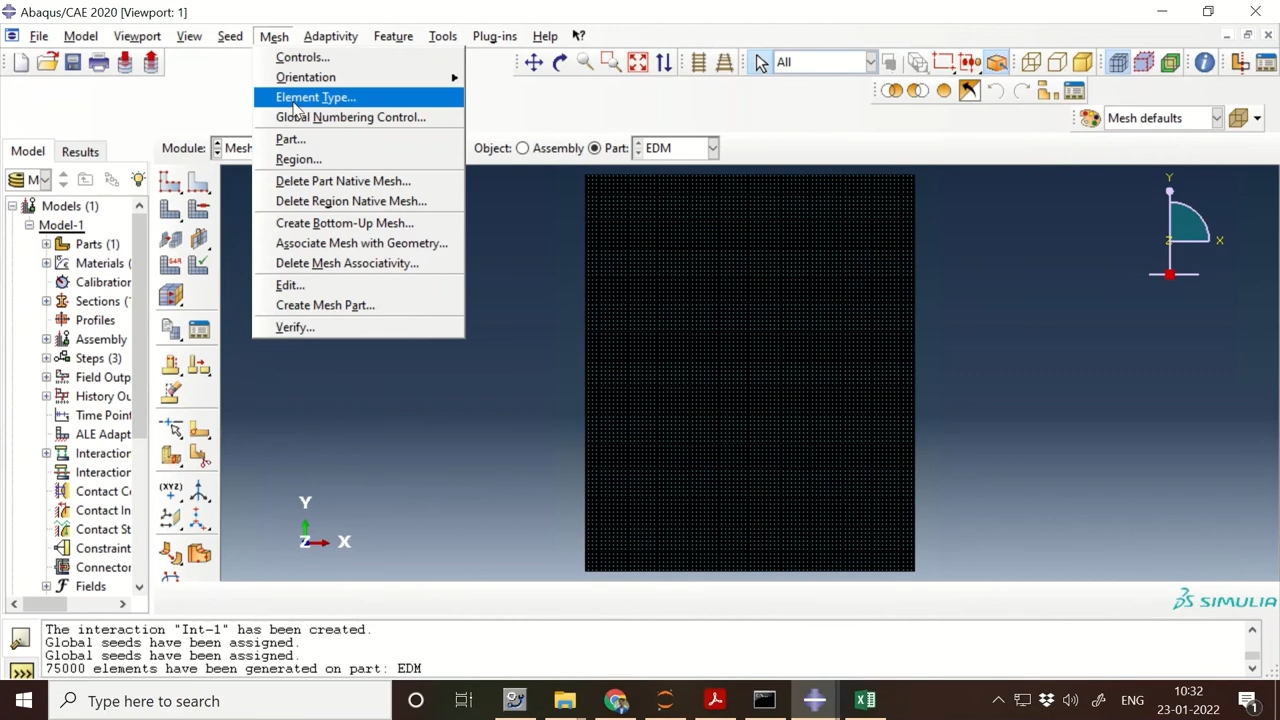 Abaqus/CAE 2020 [Viewport: 1]
File Model Viewport View Seed Mesh Adaptivity Feature Tools Plug-ins Help
Controls...
Orientation
Element Type...
Global Numbering Control...
Part...
Region...
Delete Part Native Mesh...
Delete Region Native Mesh...
Create Bottom-Up Mesh...
Associate Mesh with Geometry...
Delete Mesh Associativity...
Edit...
Create Mesh Part...
Verify...
All
Mesh defaults
Model Results Module: Mesh Object: Assembly Part: EDM
M
Models (1)
Model-1
Parts (1)
Materials (
Calibration
Sections (
Profiles
Assembly
Steps (3)
Field Outp
History Ou
Time Point
ALE Adapt
Interaction
Interaction
Contact Co
Contact In
Contact St
Constraint
Connector
F Fields
(XYZ)
Y
Z X
Y
Z X
SIMULIA
The interaction "Int-1" has been created.
Global seeds have been assigned.
Global seeds have been assigned.
75000 elements have been generated on part: EDM
>>>
Type here to search
ENG
10:32
23-01-2022
1